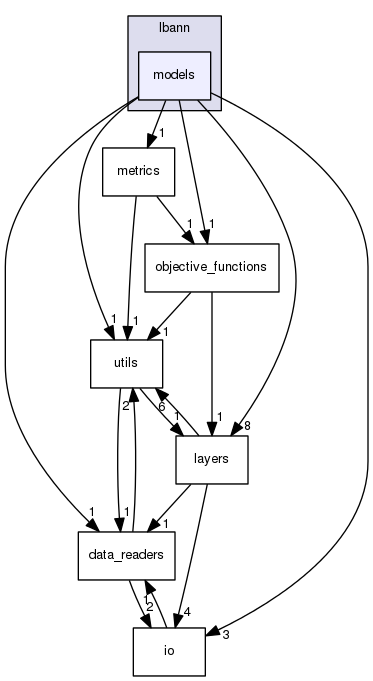 lbann
models
1
metrics
1
1
objective_functions
1
1
1
utils
2
6
1
1
8
layers
1
1
1
data_readers
1
2
4
3
io